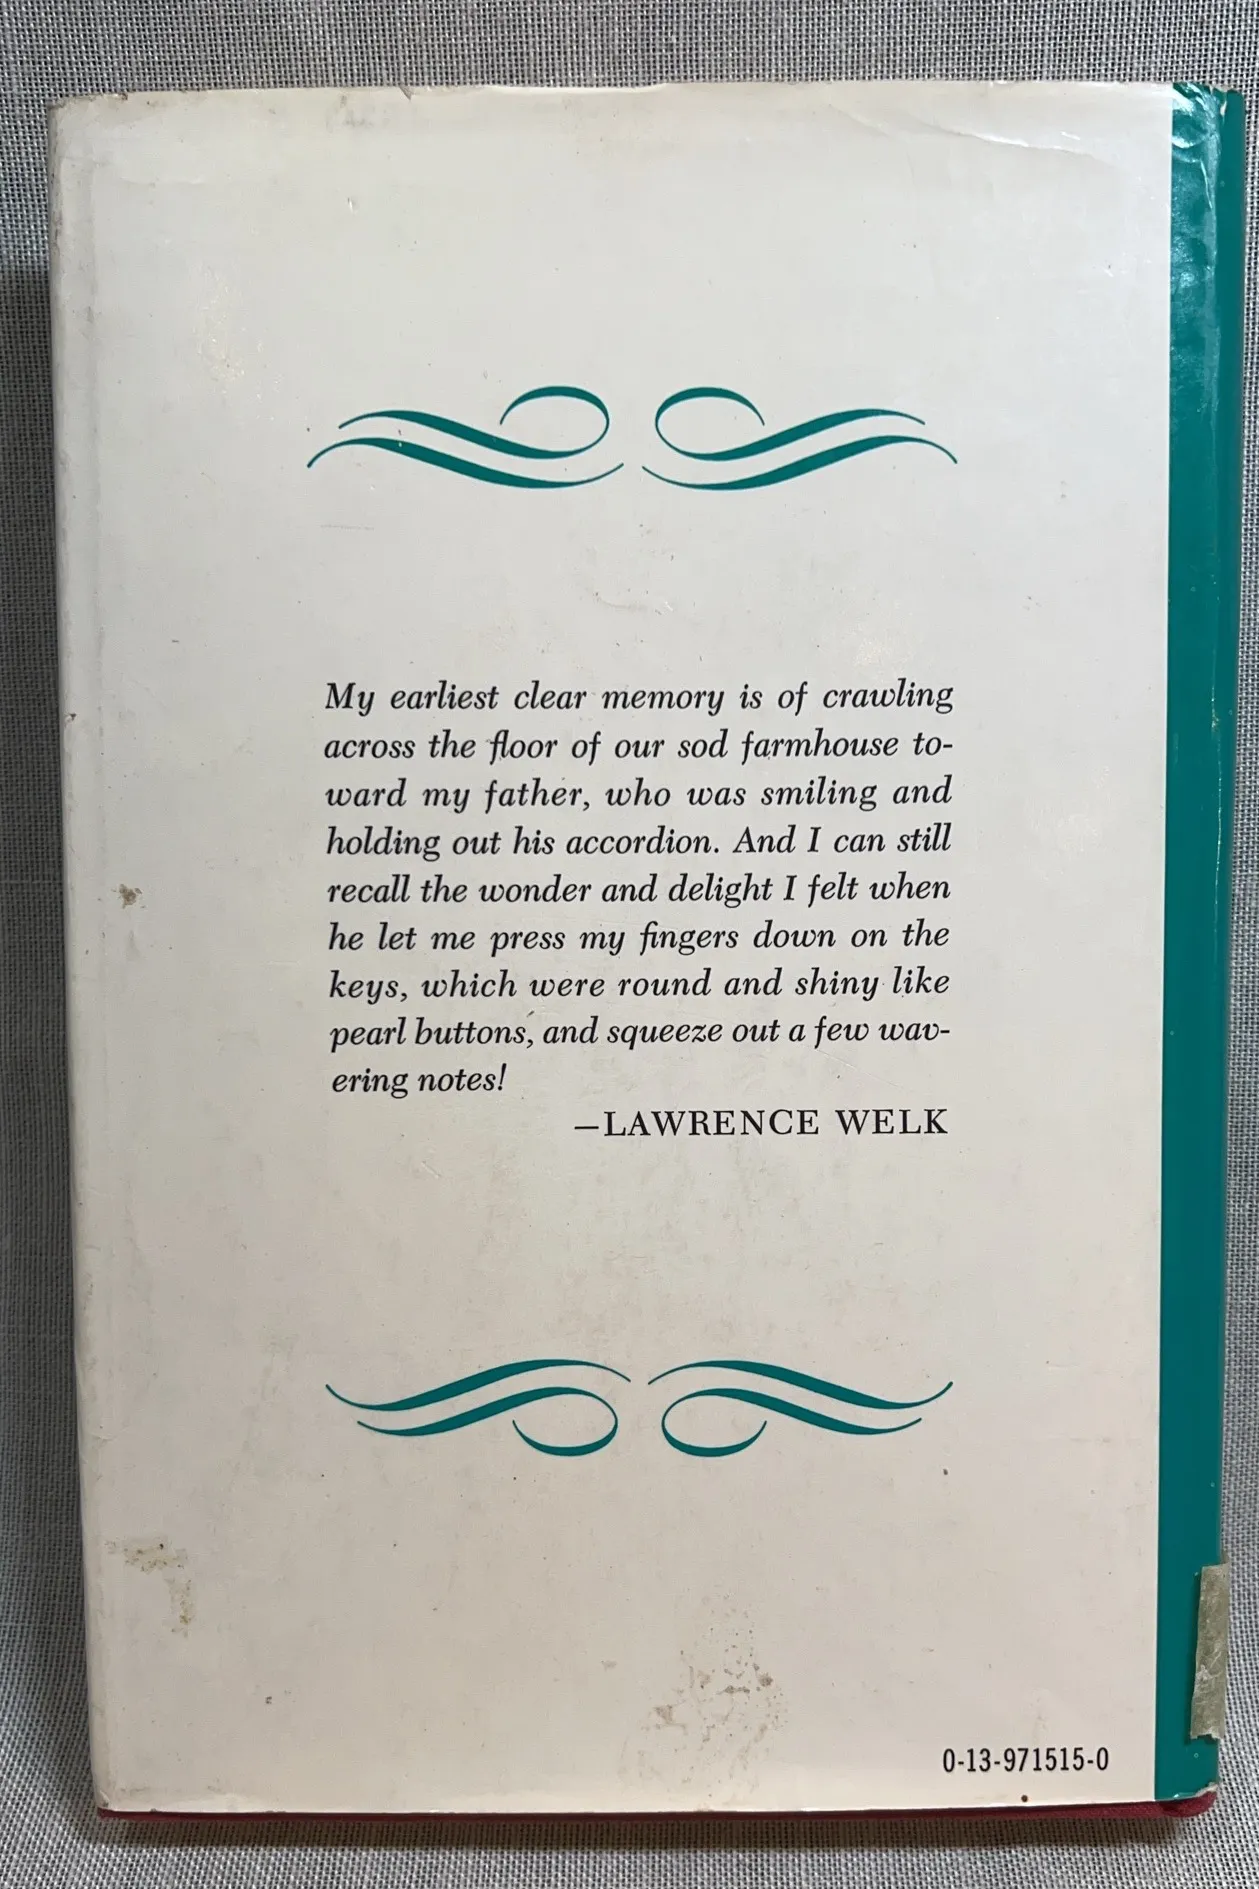 My earliest clear memory is of crawling
across the floor of our sod farmhouse to-
ward my father, who was smiling and
holding out his accordion. And I can still
recall the wonder and delight I felt when
he let me press my fingers down on the
keys, which were round and shiny like
pearl buttons, and squeeze out a few wav-
ering notes!
—LAWRENCE WELK
0-13-971515-0